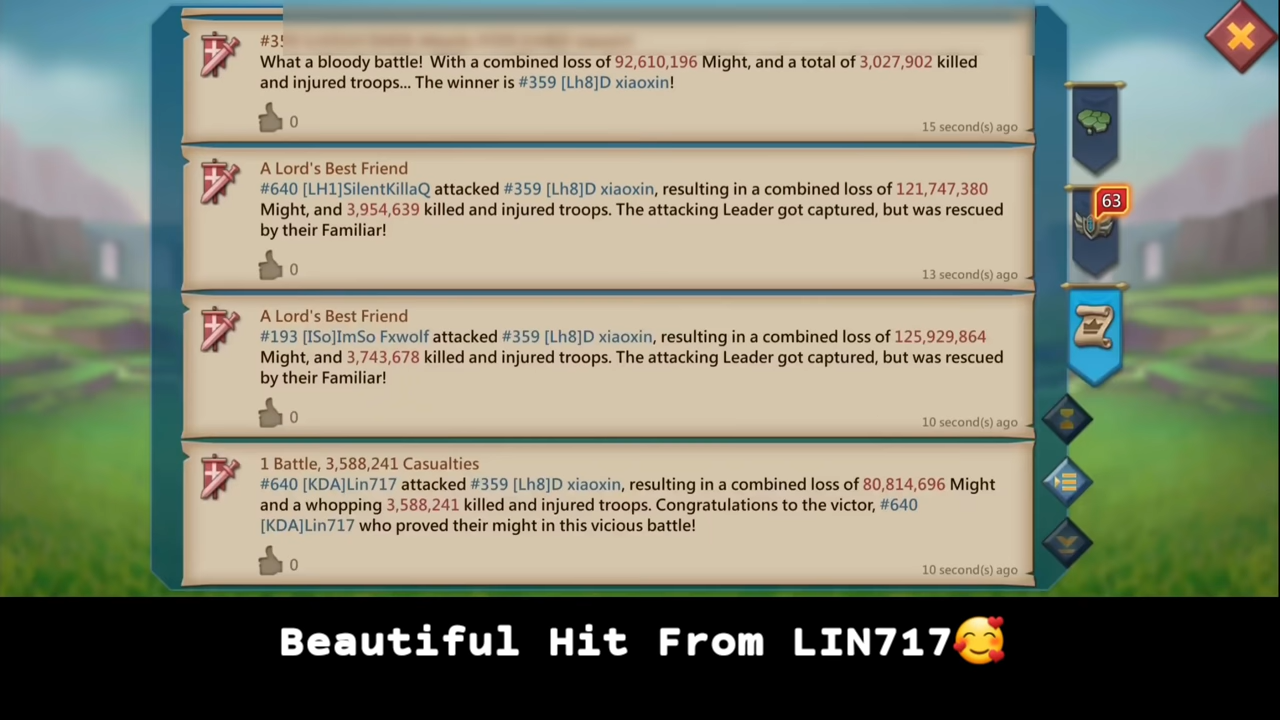 #35
What a bloody battle! With a combined loss of 92,610,196 Might, and a total of 3,027,902 killed
and injured troops... The winner is #359 [Lh8]D xiaoxin!
0
15 second(s) ago
A Lord's Best Friend
#640 [LH1]SilentKillaQ attacked #359 [Lh8]D xiaoxin, resulting in a combined loss of 121,747,380
Might, and 3,954,639 killed and injured troops. The attacking Leader got captured, but was rescued
by their Familiar!
0
13 second(s) ago
63
A Lord's Best Friend
#193 [ISo]ImSo Fxwolf attacked #359 [Lh8]D xiaoxin, resulting in a combined loss of 125,929,864
Might, and 3,743,678 killed and injured troops. The attacking Leader got captured, but was rescued
by their Familiar!
0
10 second(s) ago
1 Battle, 3,588,241 Casualties
#640 [KDA]Lin717 attacked #359 [Lh8]D xiaoxin, resulting in a combined loss of 80,814,696 Might
and a whopping 3,588,241 killed and injured troops. Congratulations to the victor, #640
[KDA]Lin717 who proved their might in this vicious battle!
0
10 second(s) ago
Beautiful Hit From LIN717🥰